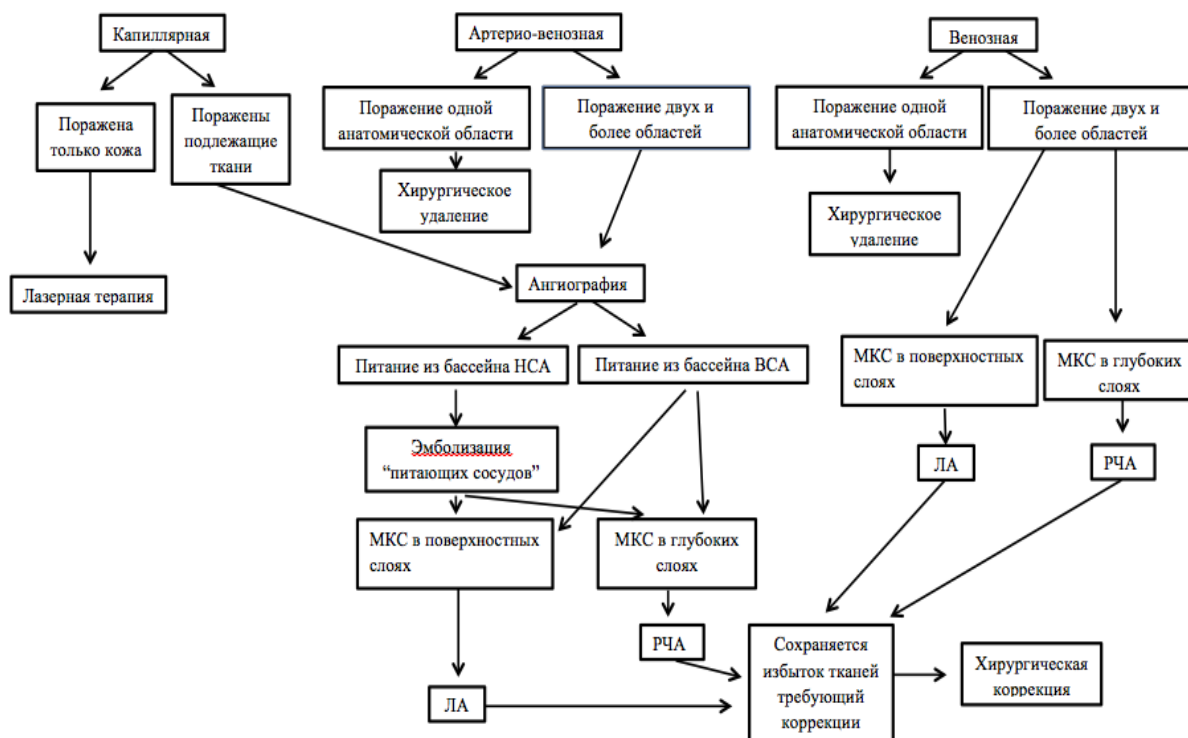 Капиллярная
Артерио-венозная
Венозная
Поражена
только кожа
Поражены
подлежащие
ткани
Поражение одной
анатомической области
Поражение двух и
более областей
Поражение одной
анатомической области
Поражение двух и
более областей
Хирургическое
удаление
Хирургическое
удаление
Лазерная терапия
Ангиография
Питание из бассейна НСА
Питание из бассейна ВСА
МКС в поверхностных
слоях
МКС в глубоких
слоях
Эмболизация
“питающих сосудов”
ЛА
РЧА
МКС в поверхностных
слоях
МКС в глубоких
слоях
РЧА
ЛА
Сохраняется
избыток тканей
требующий
коррекции
Хирургическая
коррекция